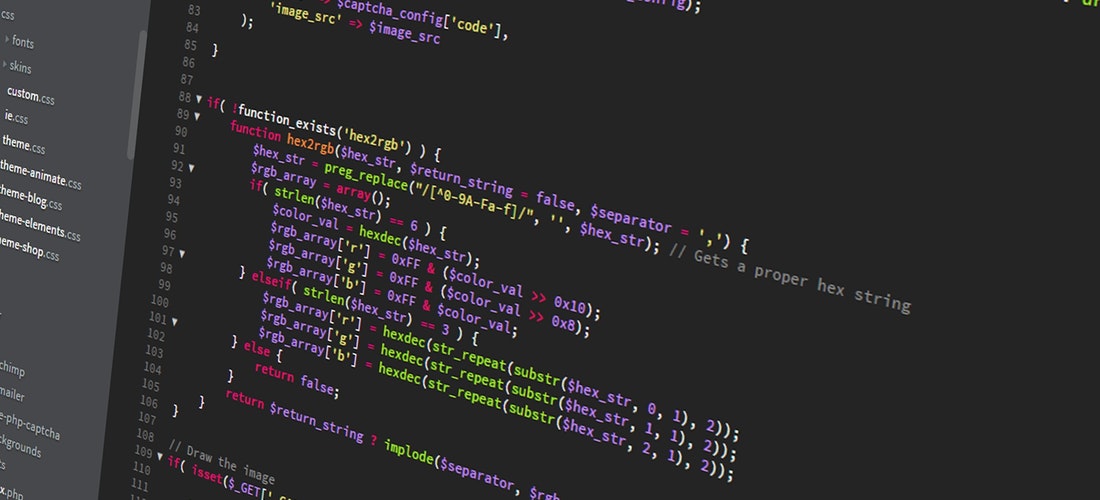 css
fonts
skins
custom.css
ie.css
theme.css
theme-animate.css
theme-blog.css
theme-elements.css
eme-shop.css
chimp
mailer
e-php-captcha
ckgrounds
ts
x.php
83 => $captcha_config['code'],
84 'image_src' => $image_src
85 );
86 }
87
88 if( !function_exists('hex2rgb') ) {
89 function hex2rgb($hex_str, $return_string = false, $separator = ',') {
90 $hex_str = preg_replace("/[^0-9A-Fa-f]/", '', $hex_str); // Gets a proper hex string
91 $rgb_array = array();
92 if( strlen($hex_str) == 6 ) {
93 $color_val = hexdec($hex_str);
94 $rgb_array['r'] = 0xFF & ($color_val >> 0x10);
95 $rgb_array['g'] = 0xFF & ($color_val >> 0x8);
96 $rgb_array['b'] = 0xFF & $color_val;
97 } elseif( strlen($hex_str) == 3 ) {
98 $rgb_array['r'] = hexdec(str_repeat(substr($hex_str, 0, 1), 2));
99 $rgb_array['g'] = hexdec(str_repeat(substr($hex_str, 1, 1), 2));
100 $rgb_array['b'] = hexdec(str_repeat(substr($hex_str, 2, 1), 2));
101 } else {
102 return false;
103 }
104 return $return_string ? implode($separator, $rgb
105 }
106 }
107
108 // Draw the image
109 if( isset($_GET['
110
111